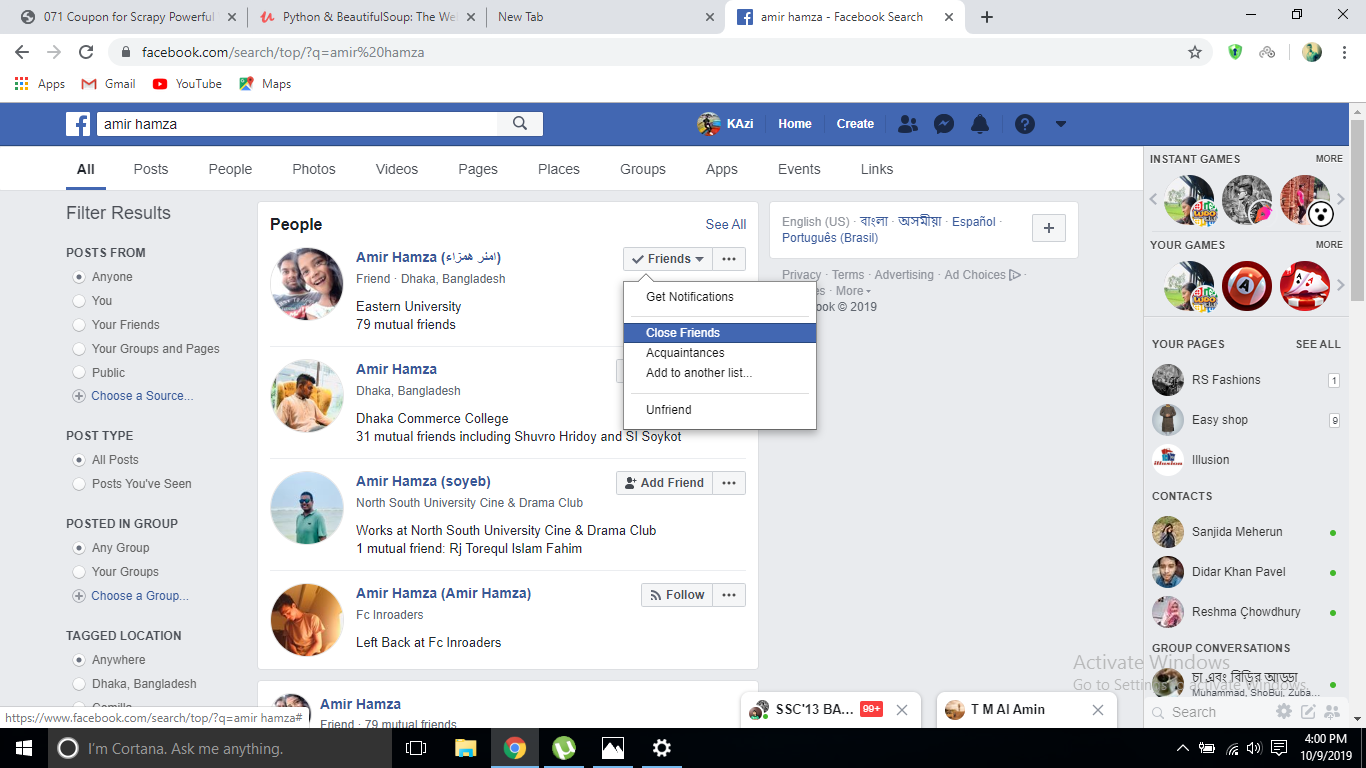 071 Coupon for Scrapy Powerful
Python & BeautifulSoup: The We
New Tab
amir hamza - Facebook Search
facebook.com/search/top/?q=amir%20hamza
Apps
Gmail
YouTube
Maps
amir hamza
KAzi
Home
Create
All
Posts
People
Photos
Videos
Pages
Places
Groups
Apps
Events
Links
Filter Results
POSTS FROM
Anyone
You
Your Friends
Your Groups and Pages
Public
Choose a Source...
POST TYPE
All Posts
Posts You've Seen
POSTED IN GROUP
Any Group
Your Groups
Choose a Group...
TAGGED LOCATION
Anywhere
Dhaka, Bangladesh
https://www.facebook.com/search/top/?q=amir hamza#
People
See All
Amir Hamza
Friend · Dhaka, Bangladesh
Eastern University
79 mutual friends
Friends
Get Notifications
Close Friends
Acquaintances
Add to another list...
Unfriend
Amir Hamza
Dhaka, Bangladesh
Dhaka Commerce College
31 mutual friends including Shuvro Hridoy and SI Soykot
Amir Hamza (soyeb)
North South University Cine & Drama Club
Works at North South University Cine & Drama Club
1 mutual friend: Rj Torequl Islam Fahim
Add Friend
Amir Hamza (Amir Hamza)
Fc Inroaders
Left Back at Fc Inroaders
Follow
Amir Hamza
Friend · 79 mutual friends
English (US) · বাংলা · অসমীয়া · Español ·
Português (Brasil)
Privacy · Terms · Advertising · Ad Choices ·
More
© 2019
INSTANT GAMES
MORE
YOUR GAMES
MORE
YOUR PAGES
SEE ALL
RS Fashions
1
Easy shop
9
Illusion
CONTACTS
Sanjida Meherun
Didar Khan Pavel
Reshma Çhowdhury
GROUP CONVERSATIONS
চা এবং বিড়ির আড্ডা
Muhammad, Shobuj, Zuba...
Search
Activate Windows
Go to Settings to activate Windows.
SSC'13 BA...
99+
T M Al Amin
I'm Cortana. Ask me anything.
4:00 PM
10/9/2019